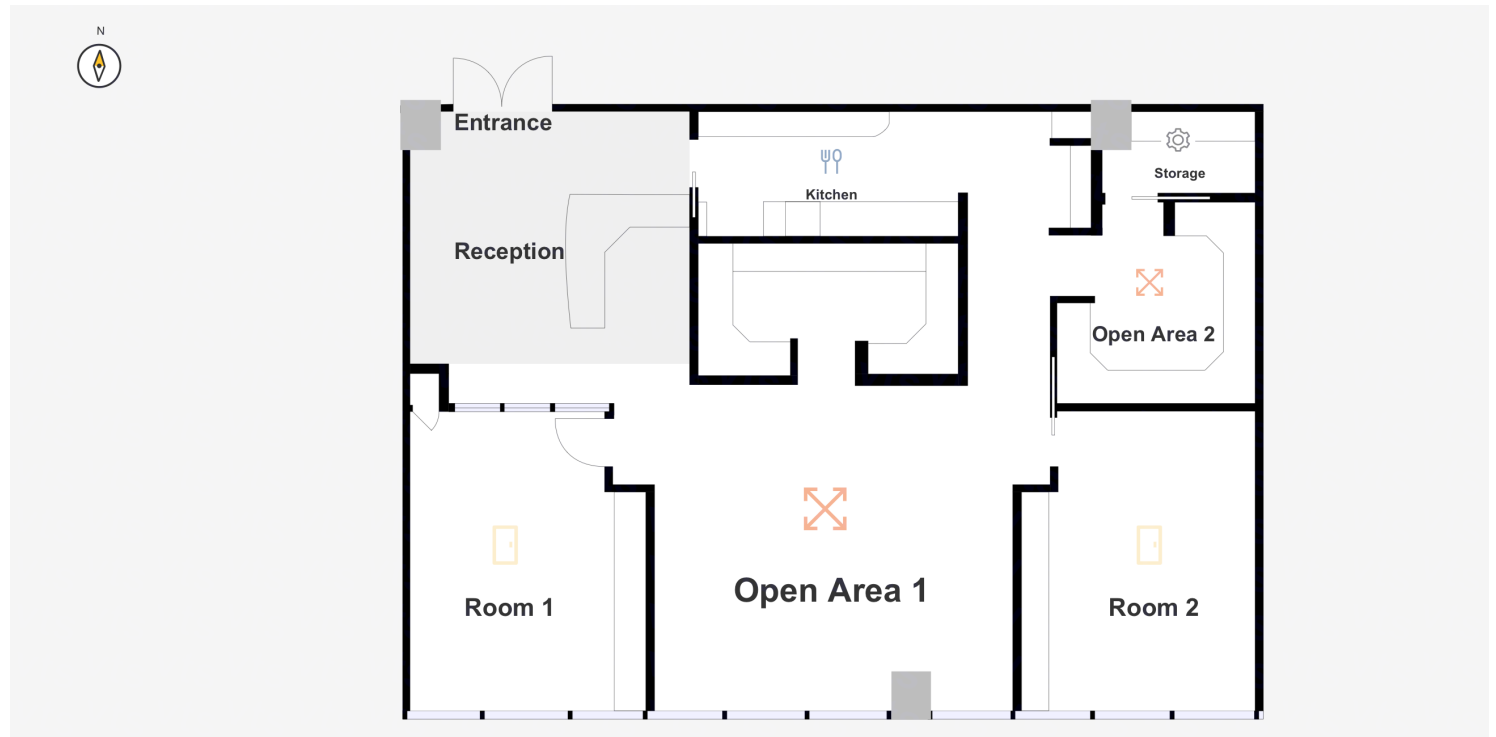 N
Entrance
Kitchen
Storage
Reception
Open Area 2
Open Area 1
Room 1
Room 2